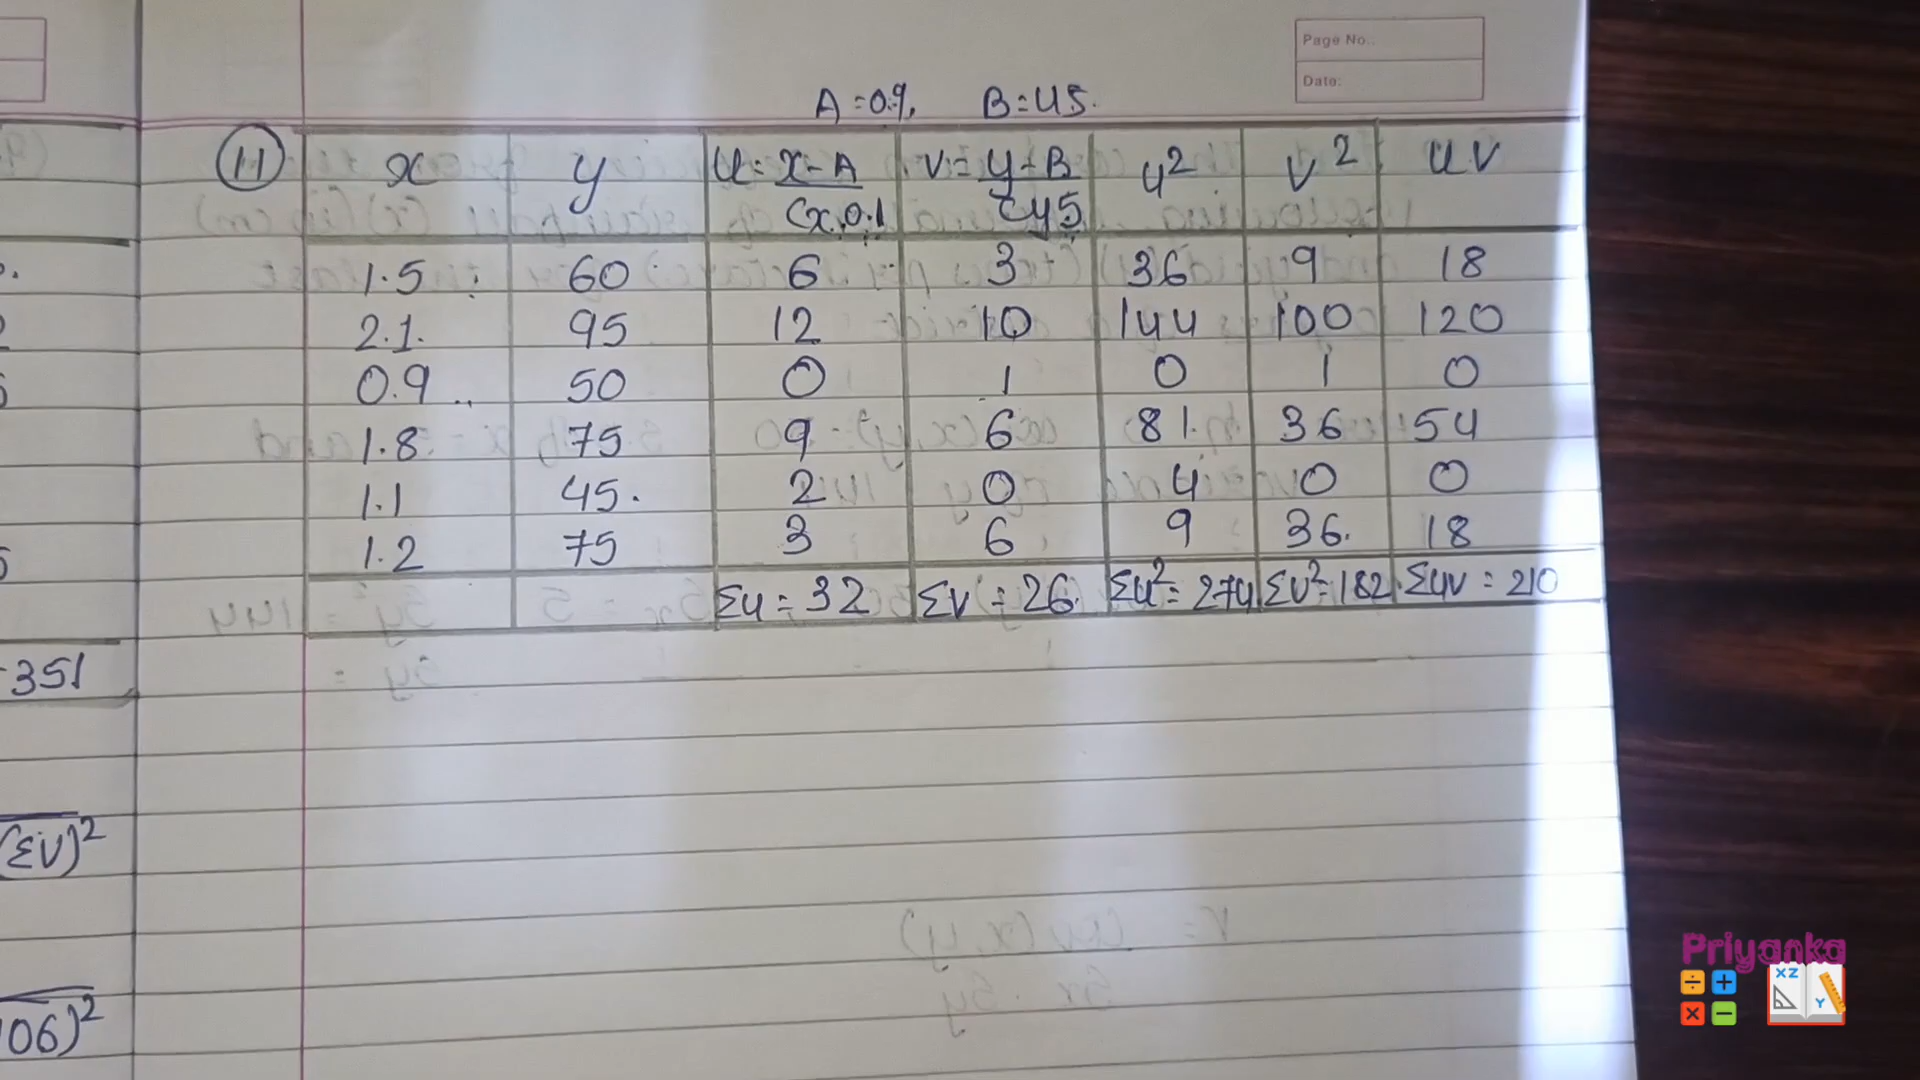 Page No..
Date:
A = 0.9, B = 45.
11 x y u = x - A / Cx, 0.1 v = y - B / Cy 5 u² v² uv
1.5 60 6 3 36 9 18
2.1. 95 12 10 144 100 120
0.9 50 0 1 0 1 0
1.8 75 9 6 81. 36 54
1.1 45. 2 0 4 0 0
1.2 75 3 6 9 36. 18
Σu = 32 Σv = 26. Σu² = 274 Σv² = 182. Σuv = 210
351
(Σv)²
06)²
Priyanka
XZ
Y